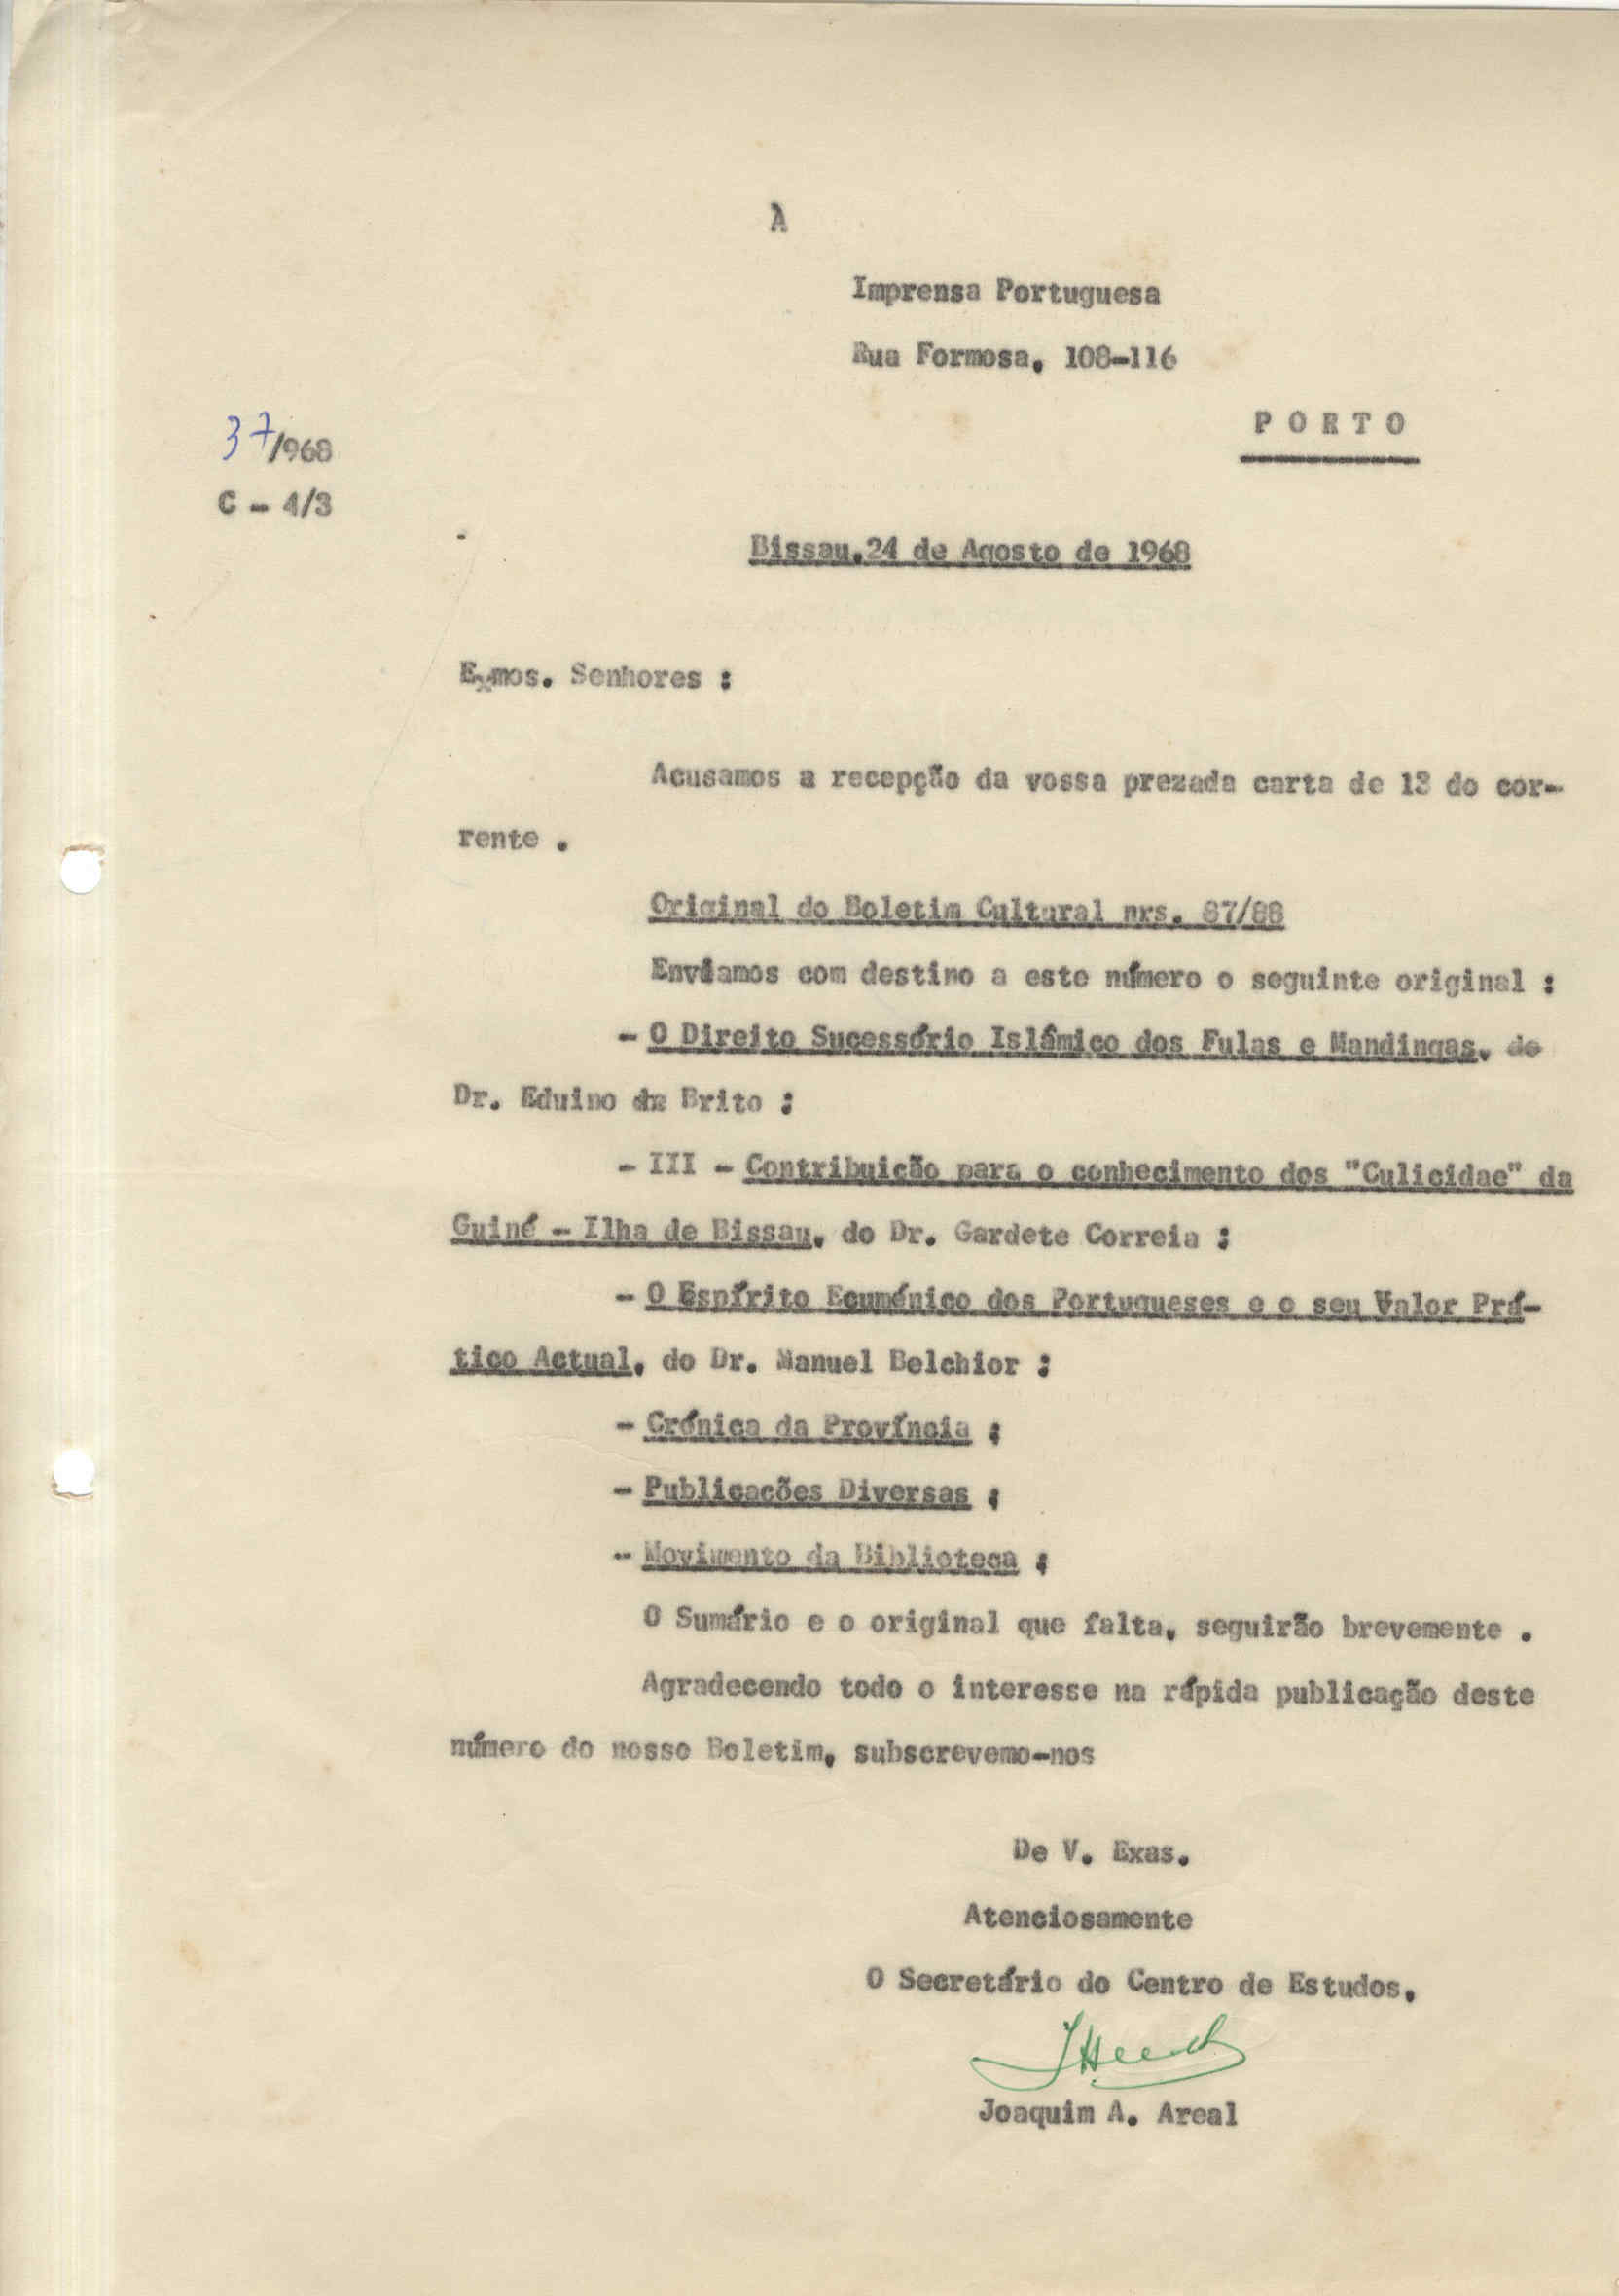 À
Imprensa Portuguesa
Rua Formosa, 108-116
P O R T O
37/968
C - 4/3
Bissau,24 de Agosto de 1968
Exmos. Senhores :
Acusamos a recepção da vossa prezada carta de 13 do cor-
rente .
Original do Boletim Cultural nrs. 87/88
Enviamos com destino a este número o seguinte original :
- O Direito Sucessório Islâmico dos Fulas e Mandingas, do
Dr. Eduino de Brito ;
- III - Contribuição para o conhecimento dos "Culicidae" da
Guiné - Ilha de Bissau, do Dr. Gardete Correia ;
- O Espírito Ecuménico dos Portugueses e o seu Valor Prá-
tico Actual, do Dr. Manuel Belchior ;
- Crónica da Província ;
- Publicações Diversas ;
- Movimento da Biblioteca ;
O Sumário e o original que falta, seguirão brevemente .
Agradecendo todo o interesse na rápida publicação deste
número do nosso Boletim, subscrevemo-nos
De V. Exas.
Atenciosamente
O Secretário do Centro de Estudos,
Joaquim A. Areal